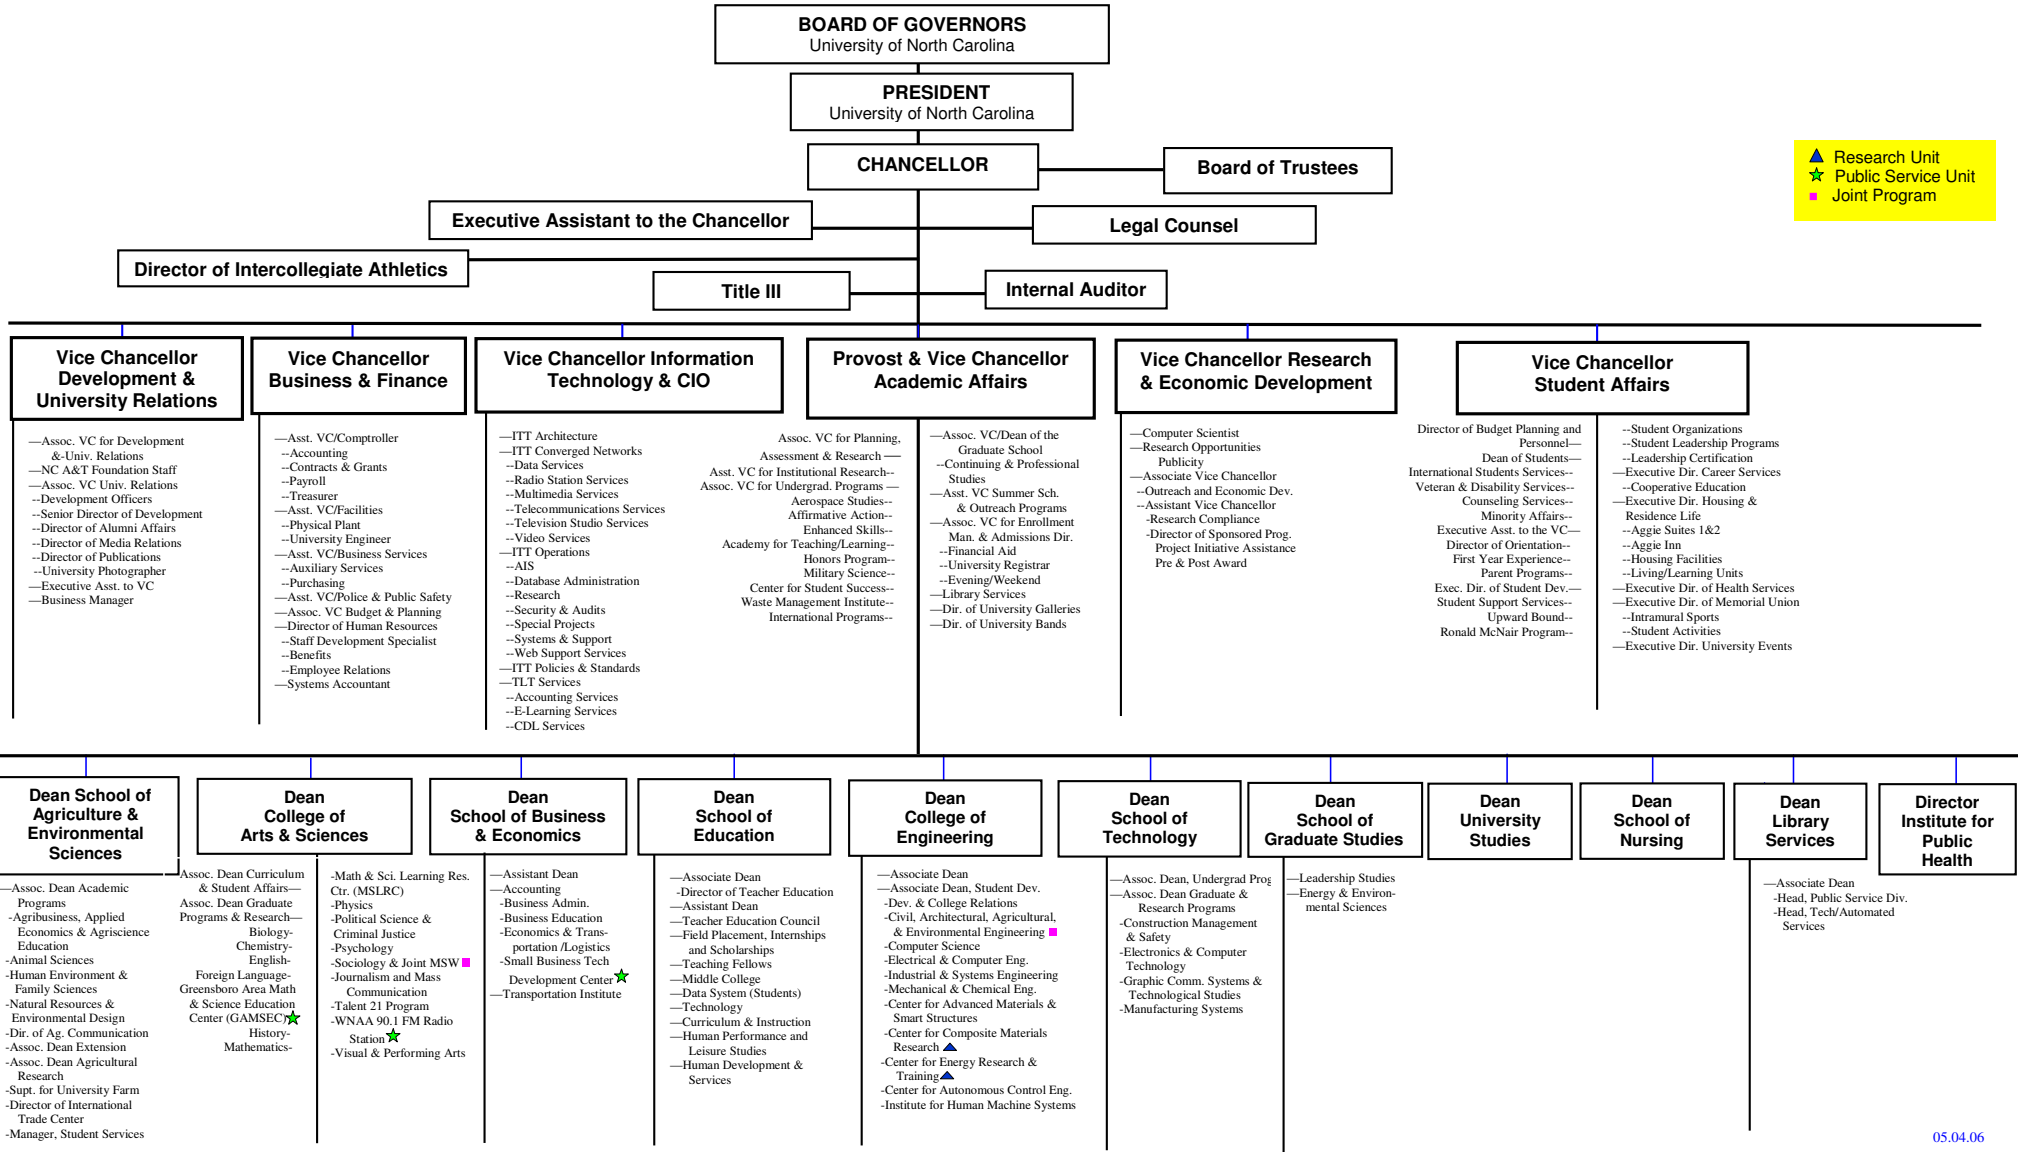 BOARD OF GOVERNORS
University of North Carolina
PRESIDENT
University of North Carolina
CHANCELLOR
Board of Trustees
Research Unit
Public Service Unit
Joint Program
Executive Assistant to the Chancellor
Legal Counsel
Director of Intercollegiate Athletics
Title III
Internal Auditor
Vice Chancellor
Development &
University Relations
—Assoc. VC for Development
&-Univ. Relations
—NC A&T Foundation Staff
—Assoc. VC Univ. Relations
--Development Officers
--Senior Director of Development
--Director of Alumni Affairs
--Director of Media Relations
--Director of Publications
--University Photographer
—Executive Asst. to VC
—Business Manager
Vice Chancellor
Business & Finance
—Asst. VC/Comptroller
--Accounting
--Contracts & Grants
--Payroll
--Treasurer
—Asst. VC/Facilities
--Physical Plant
--University Engineer
—Asst. VC/Business Services
--Auxiliary Services
--Purchasing
—Asst. VC/Police & Public Safety
—Assoc. VC Budget & Planning
—Director of Human Resources
--Staff Development Specialist
--Benefits
--Employee Relations
—Systems Accountant
Vice Chancellor Information
Technology & CIO
—ITT Architecture
—ITT Converged Networks
--Data Services
--Radio Station Services
--Multimedia Services
--Telecommunications Services
--Television Studio Services
--Video Services
—ITT Operations
--AIS
--Database Administration
--Research
--Security & Audits
--Special Projects
--Systems & Support
--Web Support Services
—ITT Policies & Standards
—TLT Services
--Accounting Services
--E-Learning Services
--CDL Services
Provost & Vice Chancellor
Academic Affairs
Assoc. VC for Planning,
Assessment & Research —
Asst. VC for Institutional Research--
Assoc. VC for Undergrad. Programs —
Aerospace Studies--
Affirmative Action--
Enhanced Skills--
Academy for Teaching/Learning--
Honors Program--
Military Science--
Center for Student Success--
Waste Management Institute--
International Programs--
—Assoc. VC/Dean of the
Graduate School
--Continuing & Professional
Studies
—Asst. VC Summer Sch.
& Outreach Programs
—Assoc. VC for Enrollment
Man. & Admissions Dir.
--Financial Aid
--University Registrar
--Evening/Weekend
—Library Services
—Dir. of University Galleries
—Dir. of University Bands
Vice Chancellor Research
& Economic Development
—Computer Scientist
—Research Opportunities
Publicity
—Associate Vice Chancellor
--Outreach and Economic Dev.
--Assistant Vice Chancellor
-Research Compliance
-Director of Sponsored Prog.
Project Initiative Assistance
Pre & Post Award
Vice Chancellor
Student Affairs
Director of Budget Planning and
Personnel—
Dean of Students—
International Students Services--
Veteran & Disability Services--
Counseling Services--
Minority Affairs--
Executive Asst. to the VC—
Director of Orientation--
First Year Experience--
Parent Programs--
Exec. Dir. of Student Dev.—
Student Support Services--
Upward Bound--
Ronald McNair Program--
--Student Organizations
--Student Leadership Programs
--Leadership Certification
—Executive Dir. Career Services
--Cooperative Education
—Executive Dir. Housing &
Residence Life
--Aggie Suites 1&2
--Aggie Inn
--Housing Facilities
--Living/Learning Units
—Executive Dir. of Health Services
—Executive Dir. of Memorial Union
--Intramural Sports
--Student Activities
—Executive Dir. University Events
Dean School of
Agriculture &
Environmental
Sciences
—Assoc. Dean Academic
Programs
-Agribusiness, Applied
Economics & Agriscience
Education
-Animal Sciences
-Human Environment &
Family Sciences
-Natural Resources &
Environmental Design
-Dir. of Ag. Communication
-Assoc. Dean Extension
-Assoc. Dean Agricultural
Research
-Supt. for University Farm
-Director of International
Trade Center
-Manager, Student Services
Dean
College of
Arts & Sciences
Assoc. Dean Curriculum
& Student Affairs—
Assoc. Dean Graduate
Programs & Research—
Biology-
Chemistry-
English-
Foreign Language-
Greensboro Area Math
& Science Education
Center (GAMSEC)
History-
Mathematics-
-Math & Sci. Learning Res.
Ctr. (MSLRC)
-Physics
-Political Science &
Criminal Justice
-Psychology
-Sociology & Joint MSW
-Journalism and Mass
Communication
-Talent 21 Program
-WNAA 90.1 FM Radio
Station
-Visual & Performing Arts
Dean
School of Business
& Economics
—Assistant Dean
—Accounting
-Business Admin.
-Business Education
-Economics & Trans-
portation /Logistics
-Small Business Tech
Development Center
—Transportation Institute
Dean
School of
Education
—Associate Dean
-Director of Teacher Education
—Assistant Dean
—Teacher Education Council
—Field Placement, Internships
and Scholarships
—Teaching Fellows
—Middle College
—Data System (Students)
—Technology
—Curriculum & Instruction
—Human Performance and
Leisure Studies
—Human Development &
Services
Dean
College of
Engineering
—Associate Dean
—Associate Dean, Student Dev.
-Dev. & College Relations
-Civil, Architectural, Agricultural,
& Environmental Engineering
-Computer Science
-Electrical & Computer Eng.
-Industrial & Systems Engineering
-Mechanical & Chemical Eng.
-Center for Advanced Materials &
Smart Structures
-Center for Composite Materials
Research
-Center for Energy Research &
Training
-Center for Autonomous Control Eng.
-Institute for Human Machine Systems
Dean
School of
Technology
—Assoc. Dean, Undergrad Prog
—Assoc. Dean Graduate &
Research Programs
-Construction Management
& Safety
-Electronics & Computer
Technology
-Graphic Comm. Systems &
Technological Studies
-Manufacturing Systems
Dean
School of
Graduate Studies
—Leadership Studies
—Energy & Environ-
mental Sciences
Dean
University
Studies
Dean
School of
Nursing
Dean
Library
Services
—Associate Dean
-Head, Public Service Div.
-Head, Tech/Automated
Services
Director
Institute for
Public
Health
05.04.06